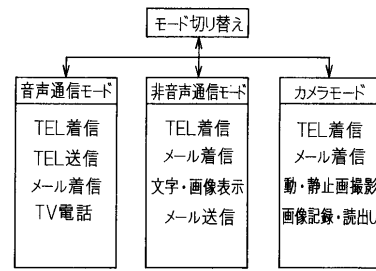 モード切り替え
音声通信モード
TEL着信
TEL送信
メール着信
TV電話
非音声通信モード
TEL着信
メール着信
文字・画像表示
メール送信
カメラモード
TEL着信
メール着信
動・静止画撮影
画像記録・読出し